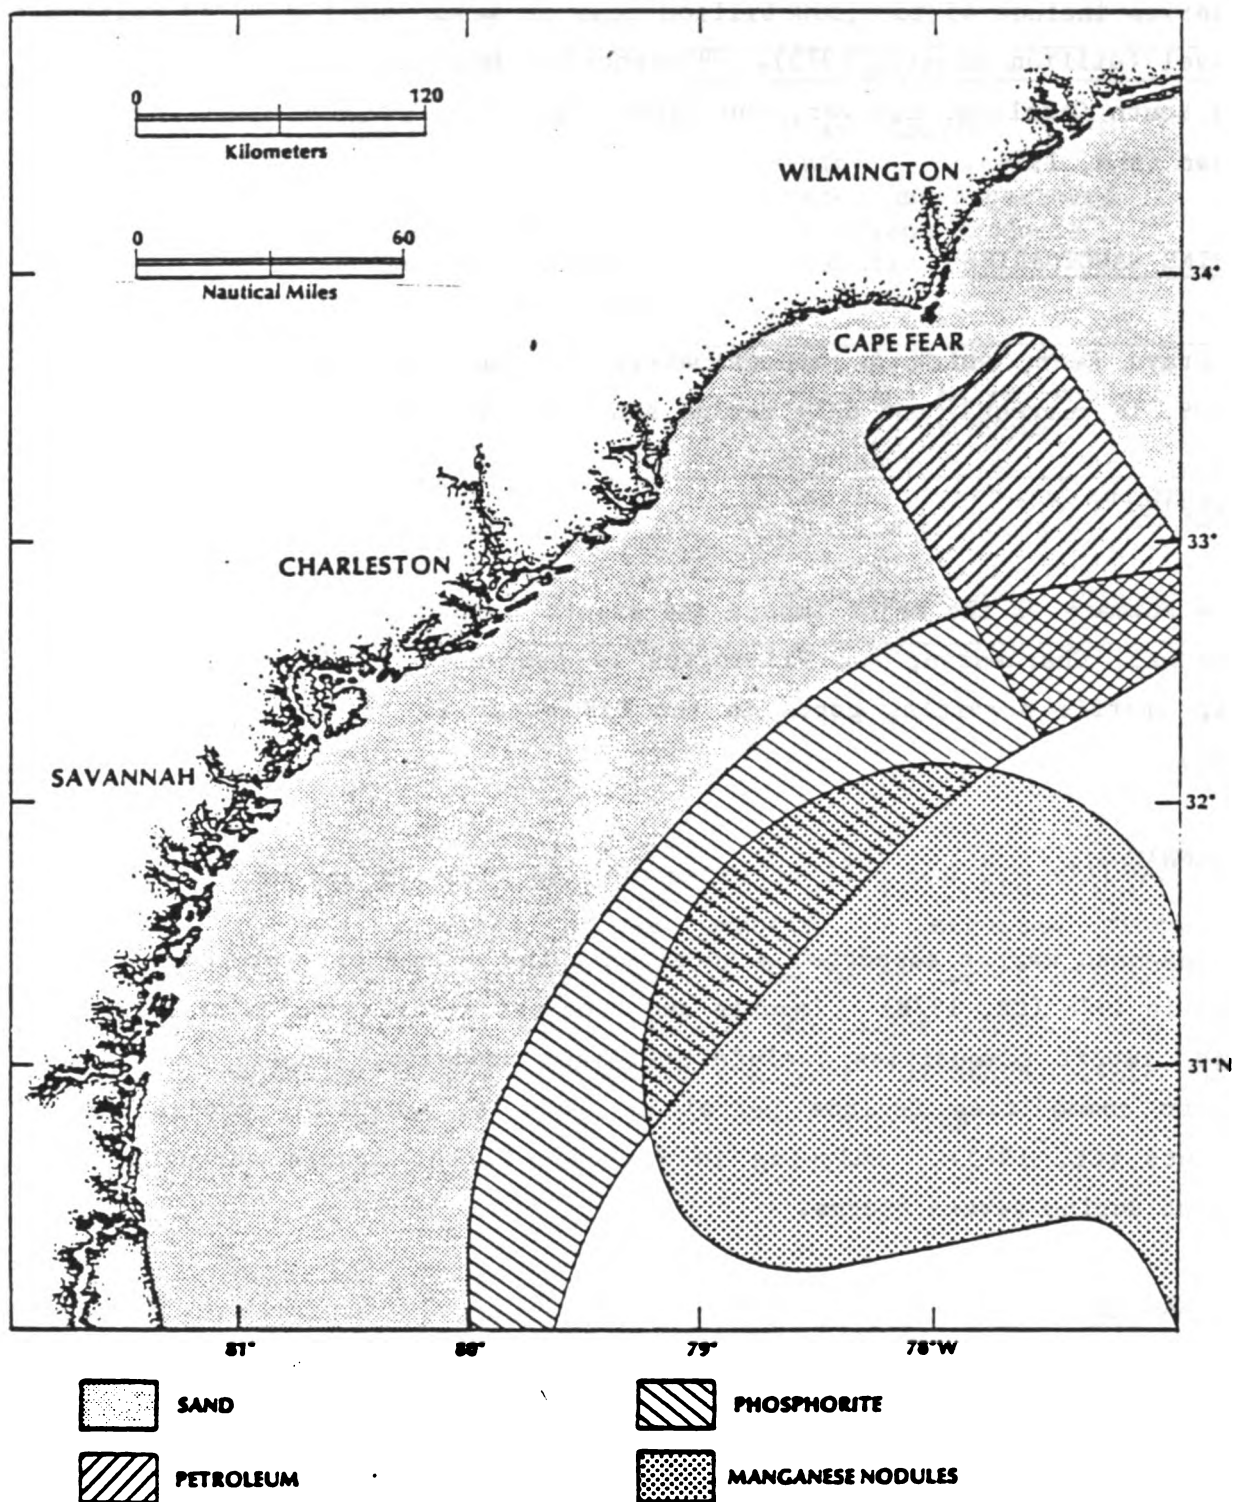 0 120
Kilometers
0 60
Nautical Miles
WILMINGTON
34°
CAPE FEAR
33°
CHARLESTON
SAVANNAH
32°
31°N
81° 80° 79° 78°W
SAND
PHOSPHORITE
PETROLEUM
MANGANESE NODULES